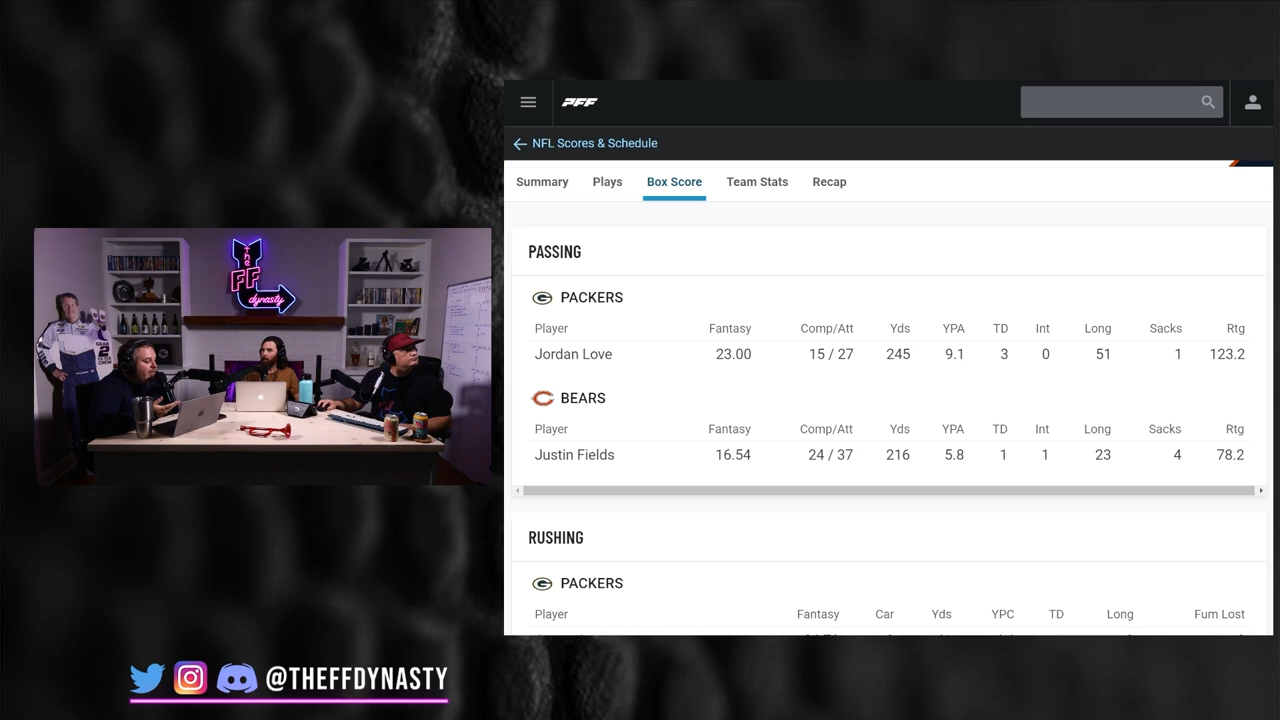 PFF
NFL Scores & Schedule
Summary Plays Box Score Team Stats Recap
PASSING
PACKERS
Player Fantasy Comp/Att Yds YPA TD Int Long Sacks Rtg
Jordan Love 23.00 15 / 27 245 9.1 3 0 51 1 123.2
BEARS
Player Fantasy Comp/Att Yds YPA TD Int Long Sacks Rtg
Justin Fields 16.54 24 / 37 216 5.8 1 1 23 4 78.2
RUSHING
PACKERS
Player Fantasy Car Yds YPC TD Long Fum Lost
The
FF
dynasty
@THEFFDYNASTY